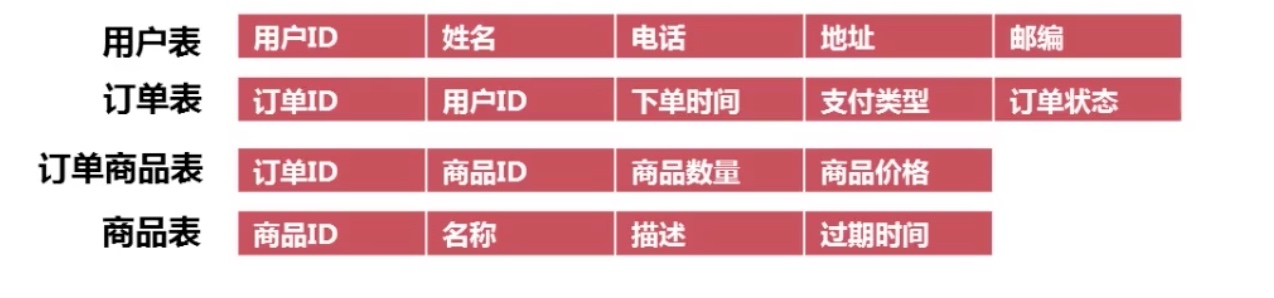 用户表 用户ID 姓名 电话 地址 邮编
订单表 订单ID 用户ID 下单时间 支付类型 订单状态
订单商品表 订单ID 商品ID 商品数量 商品价格
商品表 商品ID 名称 描述 过期时间